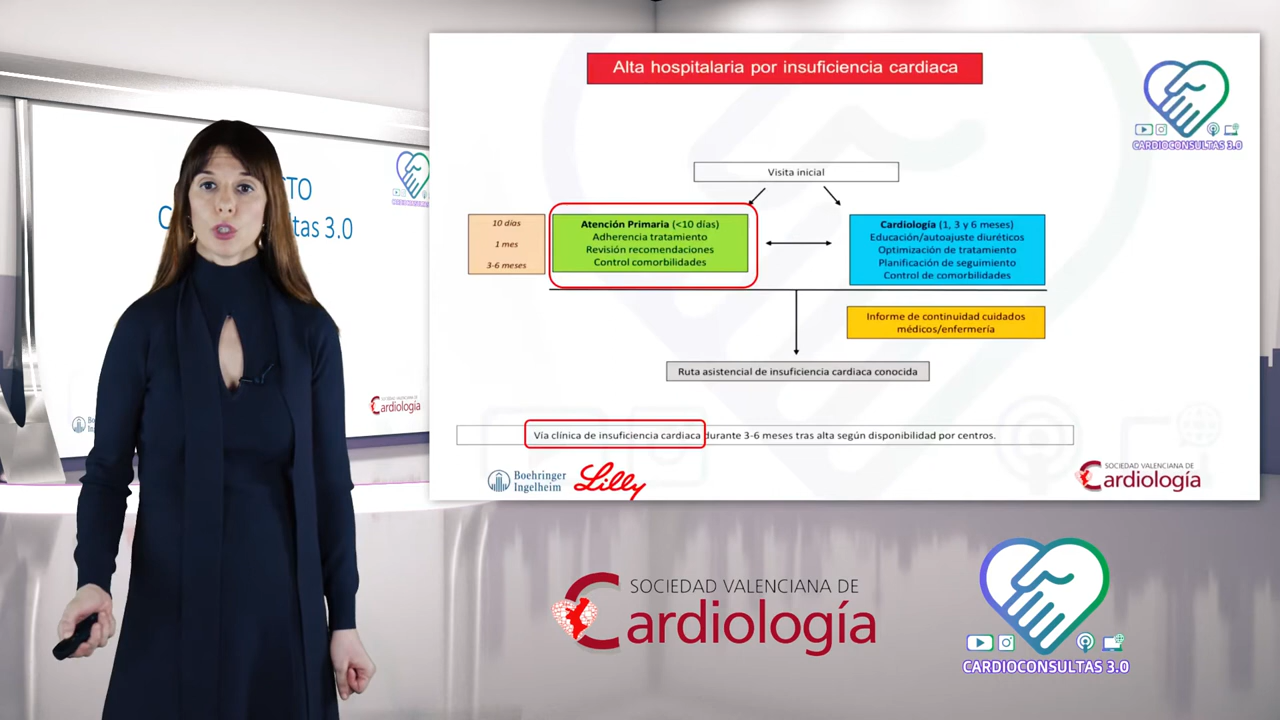 Alta hospitalaria por insuficiencia cardiaca
CARDIOCONSULTAS 3.0
Visita inicial
10 días
1 mes
3-6 meses
Atención Primaria (<10 días)
Adherencia tratamiento
Revisión recomendaciones
Control comorbilidades
Cardiología (1, 3 y 6 meses)
Educación/autoajuste diuréticos
Optimización de tratamiento
Planificación de seguimiento
Control de comorbilidades
Informe de continuidad cuidados
médicos/enfermería
Ruta asistencial de insuficiencia cardiaca conocida
Vía clínica de insuficiencia cardiaca durante 3-6 meses tras alta según disponibilidad por centros.
Boehringer
Ingelheim
Lilly
SOCIEDAD VALENCIANA DE
Cardiología
3.0
Cardiología
SOCIEDAD VALENCIANA DE
Cardiología
CARDIOCONSULTAS 3.0